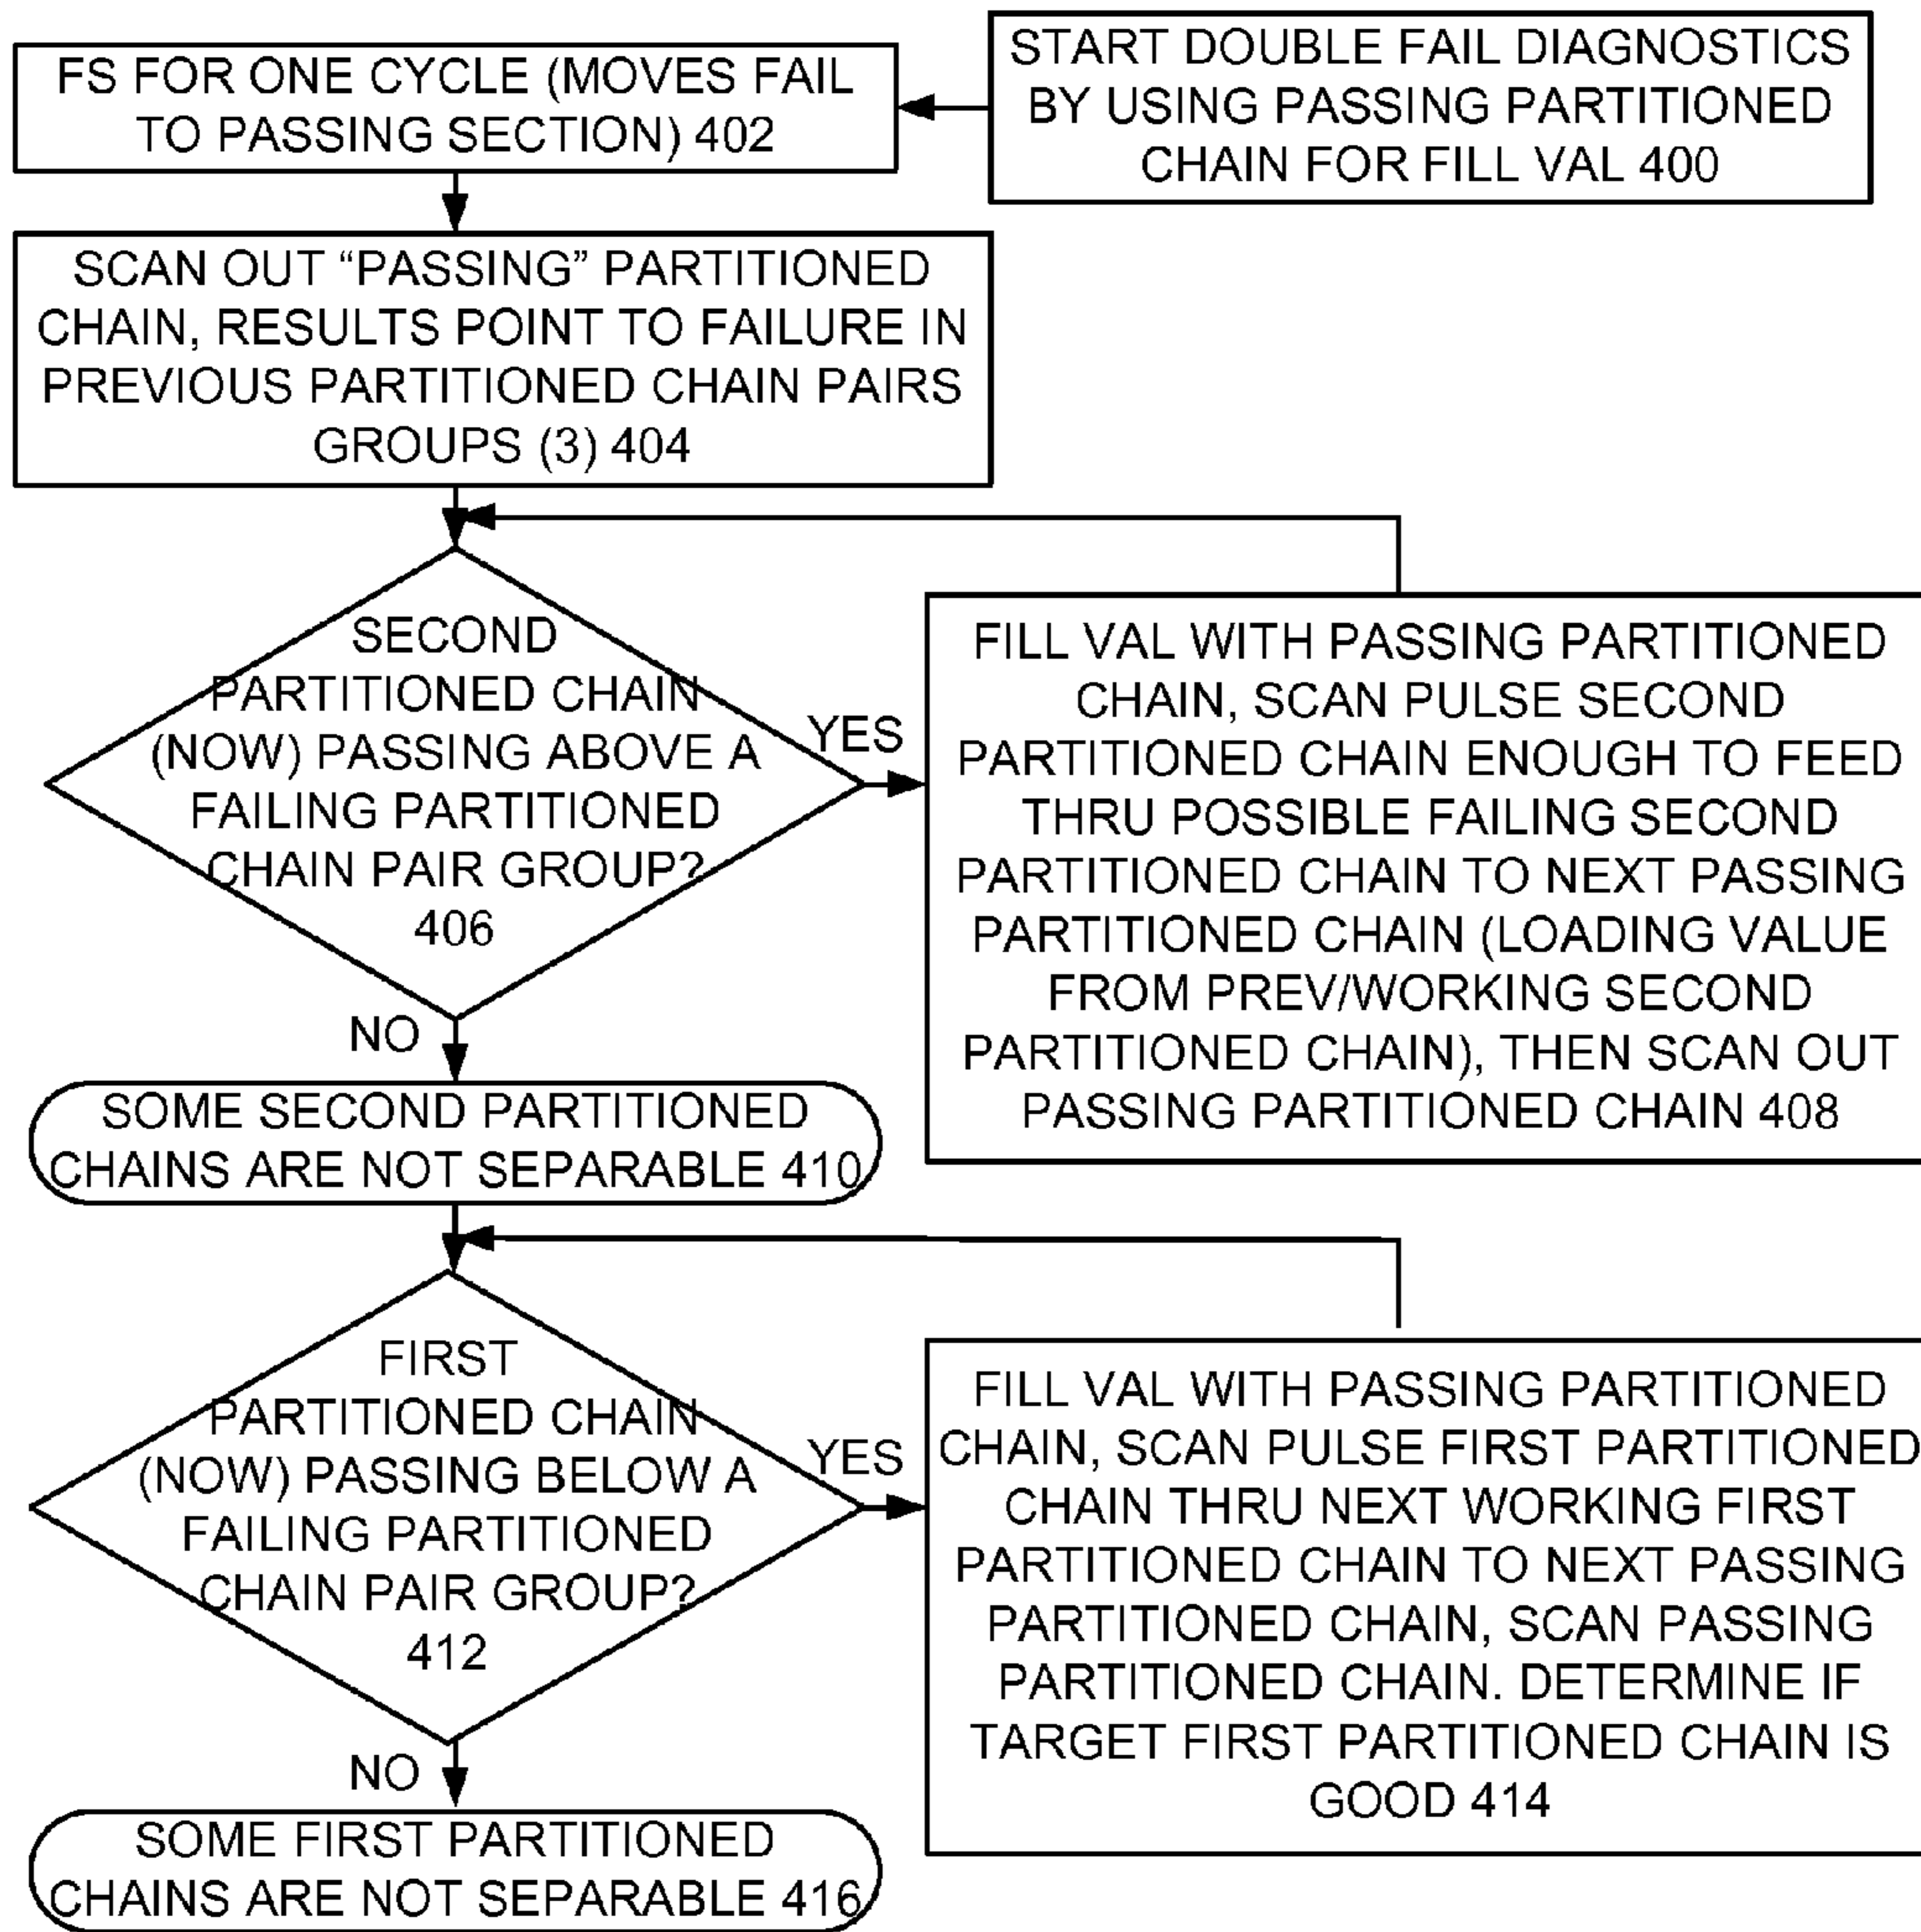 START DOUBLE FAIL DIAGNOSTICS
BY USING PASSING PARTITIONED
CHAIN FOR FILL VAL 400
FS FOR ONE CYCLE (MOVES FAIL
TO PASSING SECTION) 402
SCAN OUT “PASSING” PARTITIONED
CHAIN, RESULTS POINT TO FAILURE IN
PREVIOUS PARTITIONED CHAIN PAIRS
GROUPS (3) 404
SECOND
PARTITIONED CHAIN
(NOW) PASSING ABOVE A
FAILING PARTITIONED
CHAIN PAIR GROUP?
406
YES
FILL VAL WITH PASSING PARTITIONED
CHAIN, SCAN PULSE SECOND
PARTITIONED CHAIN ENOUGH TO FEED
THRU POSSIBLE FAILING SECOND
PARTITIONED CHAIN TO NEXT PASSING
PARTITIONED CHAIN (LOADING VALUE
FROM PREV/WORKING SECOND
PARTITIONED CHAIN), THEN SCAN OUT
PASSING PARTITIONED CHAIN 408
NO
SOME SECOND PARTITIONED
CHAINS ARE NOT SEPARABLE 410
FIRST
PARTITIONED CHAIN
(NOW) PASSING BELOW A
FAILING PARTITIONED
CHAIN PAIR GROUP?
412
YES
FILL VAL WITH PASSING PARTITIONED
CHAIN, SCAN PULSE FIRST PARTITIONED
CHAIN THRU NEXT WORKING FIRST
PARTITIONED CHAIN TO NEXT PASSING
PARTITIONED CHAIN, SCAN PASSING
PARTITIONED CHAIN. DETERMINE IF
TARGET FIRST PARTITIONED CHAIN IS
GOOD 414
NO
SOME FIRST PARTITIONED
CHAINS ARE NOT SEPARABLE 416